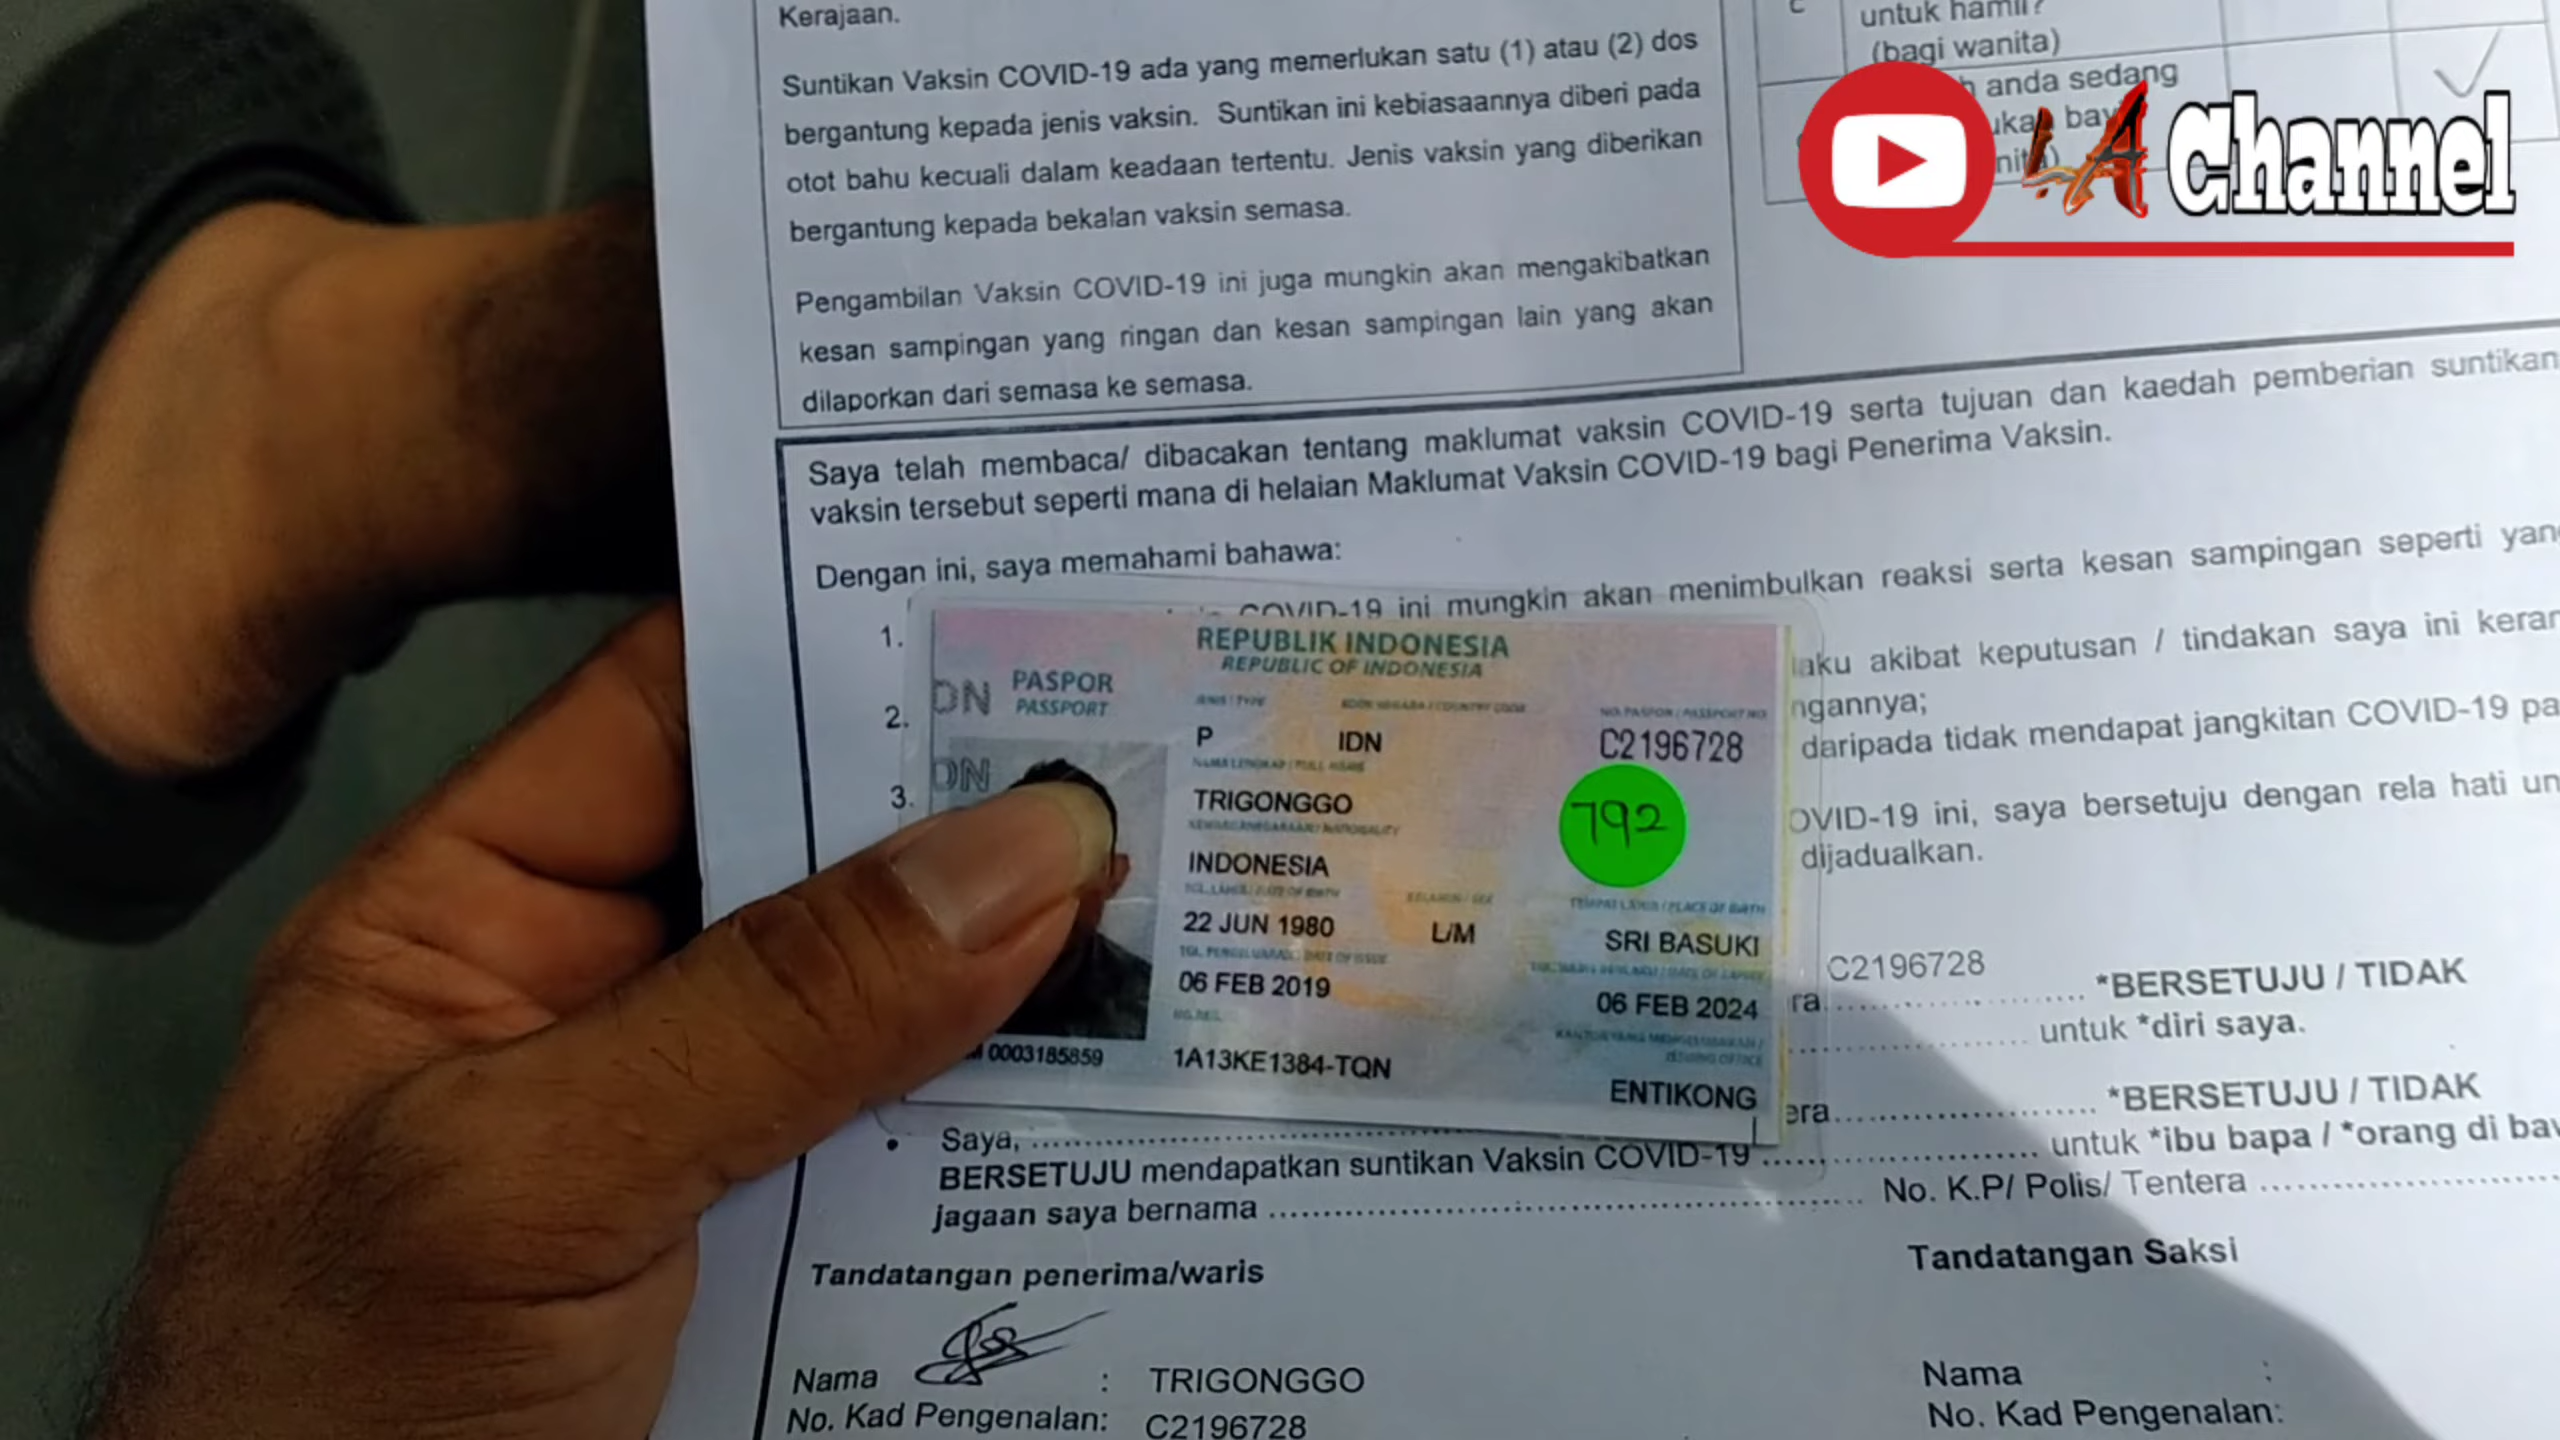 Kerajaan.
Suntikan Vaksin COVID-19 ada yang memerlukan satu (1) atau (2) dos
bergantung kepada jenis vaksin. Suntikan ini kebiasaannya diberi pada
otot bahu kecuali dalam keadaan tertentu. Jenis vaksin yang diberikan
bergantung kepada bekalan vaksin semasa.
Pengambilan Vaksin COVID-19 ini juga mungkin akan mengakibatkan
kesan sampingan yang ringan dan kesan sampingan lain yang akan
dilaporkan dari semasa ke semasa.
untuk hamil?
(bagi wanita)
anda sedang
LA Channel
Saya telah membaca/ dibacakan tentang maklumat vaksin COVID-19 serta tujuan dan kaedah pemberian suntikan
vaksin tersebut seperti mana di helaian Maklumat Vaksin COVID-19 bagi Penerima Vaksin.
Dengan ini, saya memahami bahawa:
1. COVID-19 ini mungkin akan menimbulkan reaksi serta kesan sampingan seperti
2. akibat keputusan / tindakan saya ini
daripada tidak mendapat jangkitan COVID-19
3. ini, saya bersetuju dengan rela hati
dijadualkan.
REPUBLIK INDONESIA
REPUBLIC OF INDONESIA
PASPOR
PASSPORT
P IDN C2196728
TRIGONGGO
792
INDONESIA
22 JUN 1980 L/M SRI BASUKI
06 FEB 2019 06 FEB 2024
0003185859 1A13KE1384-TQN
ENTIKONG
C2196728 *BERSETUJU / TIDAK
untuk *diri saya.
*BERSETUJU / TIDAK
• Saya,
untuk *ibu bapa / *orang di
BERSETUJU mendapatkan suntikan Vaksin COVID-19
jagaan saya bernama No. K.P/ Polis/ Tentera
Tandatangan penerima/waris
Nama : TRIGONGGO
No. Kad Pengenalan: C2196728
Tandatangan Saksi
Nama :
No. Kad Pengenalan: